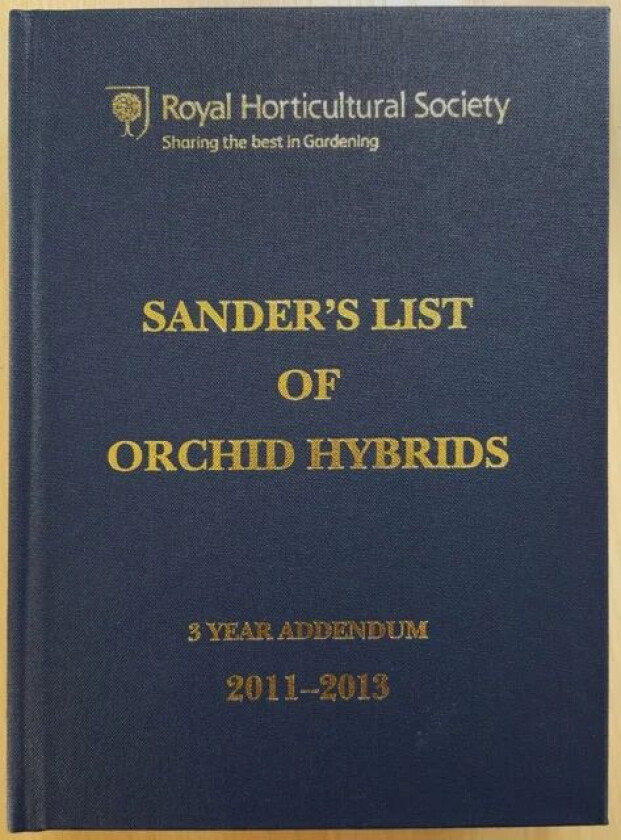 Royal Horticultural Society
Sharing the best in Gardening
SANDER'S LIST
OF
ORCHID HYBRIDS
3 YEAR ADDENDUM
2011–2013